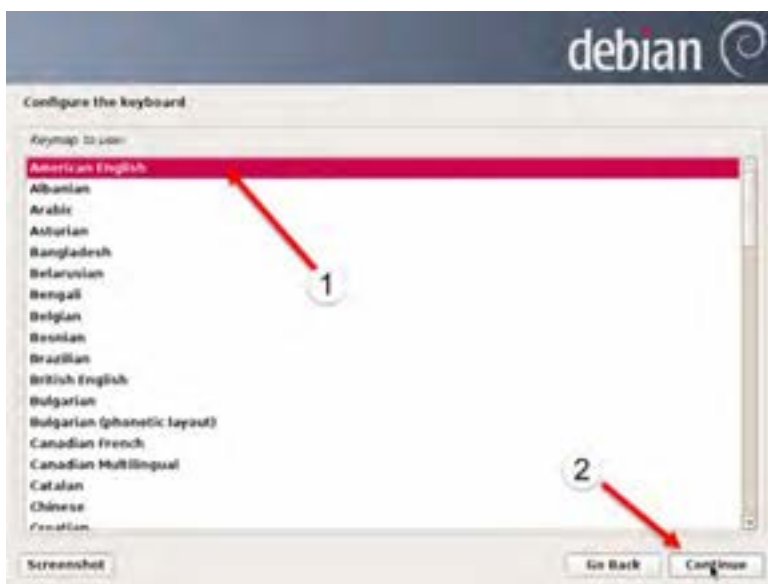 debian
Configure the keyboard
Keymap to use:
American English
Albanian
Arabic
Asturian
Bangladesh
Belarusian
Bengali
Belgian
Bosnian
Brazilian
British English
Bulgarian
Bulgarian (phonetic layout)
Canadian French
Canadian Multilingual
Catalan
Chinese
Croatian
1
2
Screenshot
Go Back
Continue